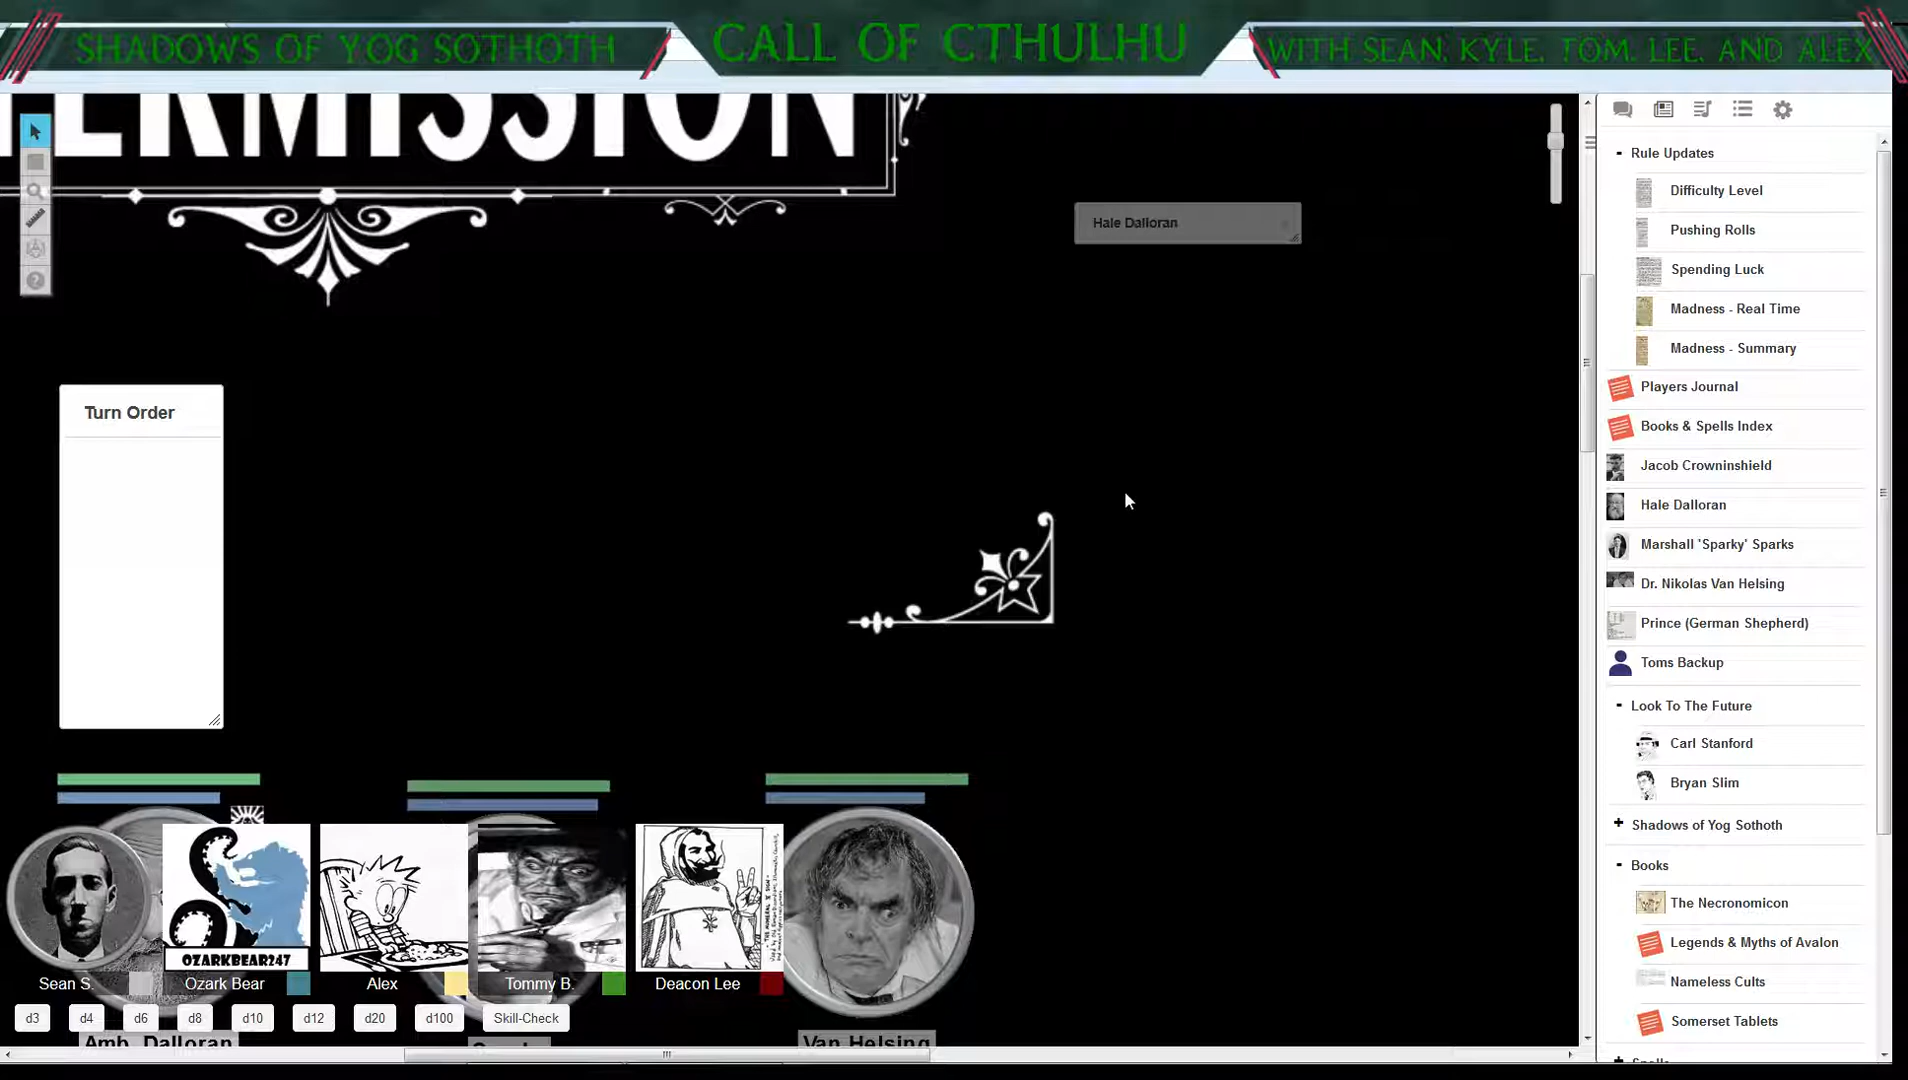 SHADOWS OF YOG SOTHOTH
CALL OF CTHULHU
WITH SEAN, KYLE, TOM, LEE, AND ALEX
TERMISSION
Hale Dalloran
Turn Order
Rule Updates
Difficulty Level
Pushing Rolls
Spending Luck
Madness - Real Time
Madness - Summary
Players Journal
Books & Spells Index
Jacob Crowninshield
Hale Dalloran
Marshall 'Sparky' Sparks
Dr. Nikolas Van Helsing
Prince (German Shepherd)
Toms Backup
Look To The Future
Carl Stanford
Bryan Slim
Shadows of Yog Sothoth
Books
The Necronomicon
Legends & Myths of Avalon
Nameless Cults
Somerset Tablets
Spells
OZARKBEAR247
Sean S.
Ozark Bear
Alex
Tommy B.
Deacon Lee
d3
d4
d6
d8
d10
d12
d20
d100
Skill-Check
Amb. Dalloran
Van Helsing